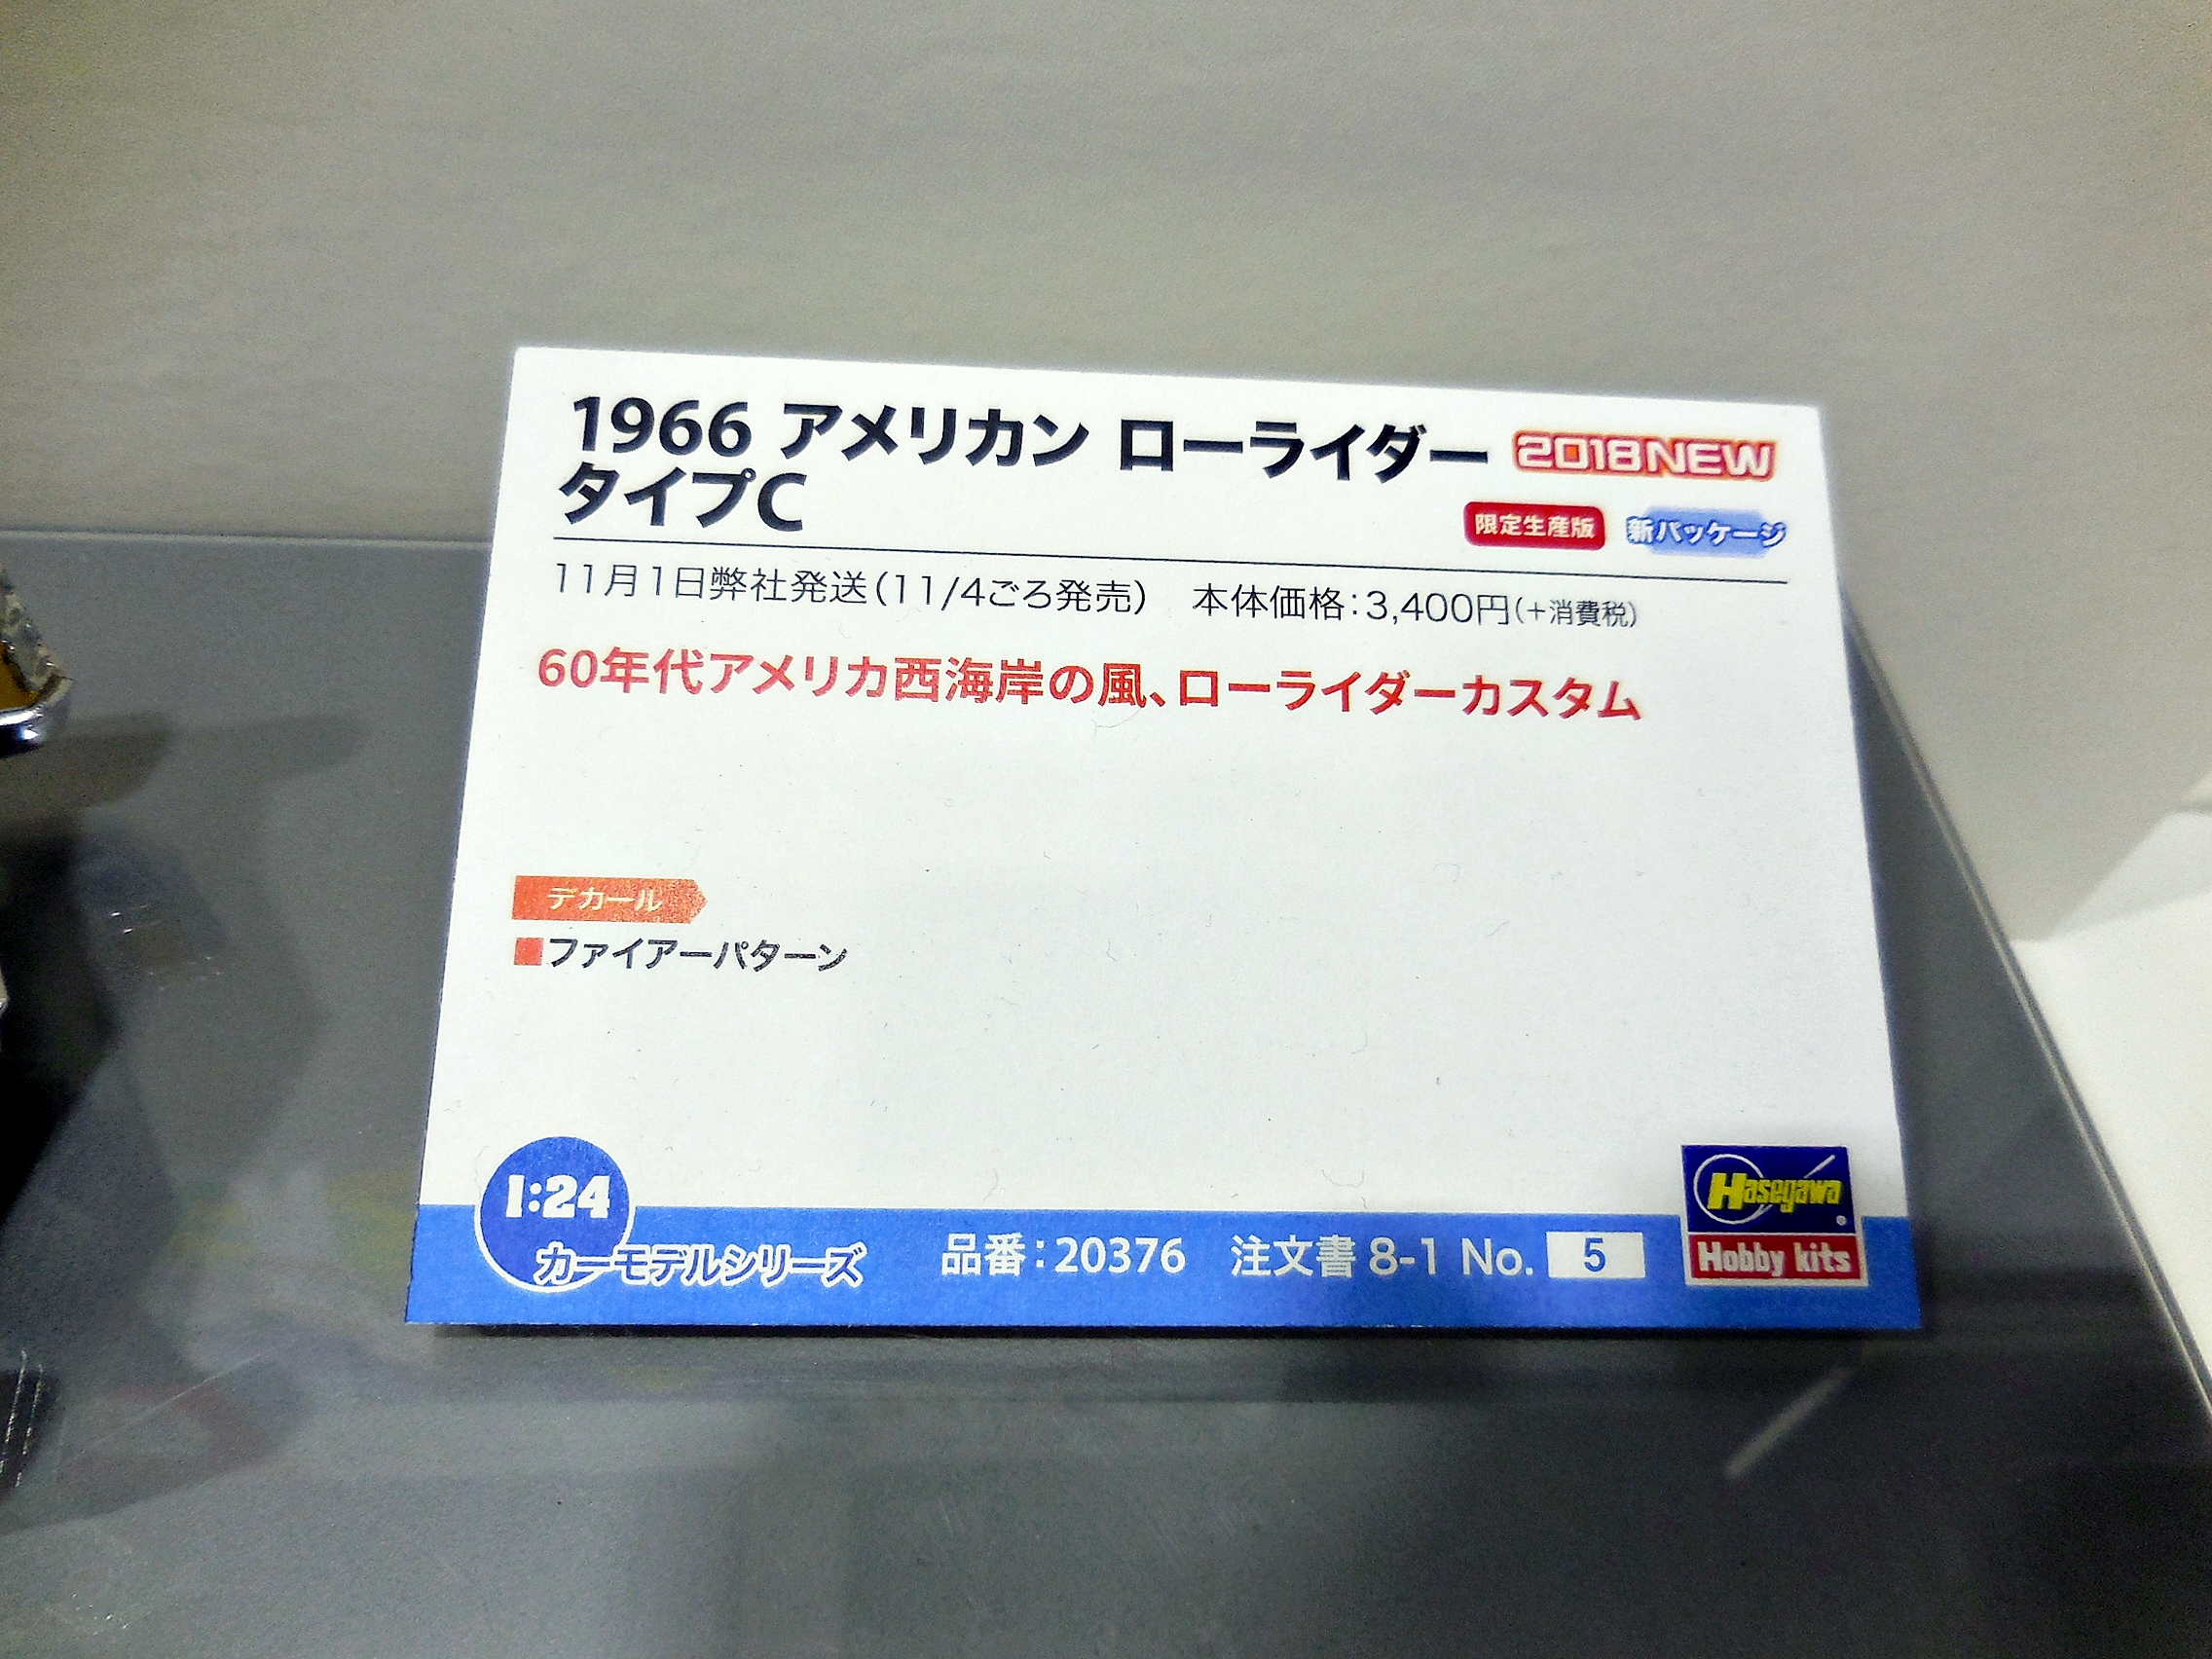 1966 アメリカン ローライダー 2018NEW
タイプC
限定生産版 新パッケージ
11月1日弊社発送(11/4ごろ発売) 本体価格:3,400円(+消費税)
60年代アメリカ西海岸の風、ローライダーカスタム
デカール
■ファイアーパターン
1:24
カーモデルシリーズ 品番:20376 注文書 8-1 No. 5
Hasegawa
Hobby kits